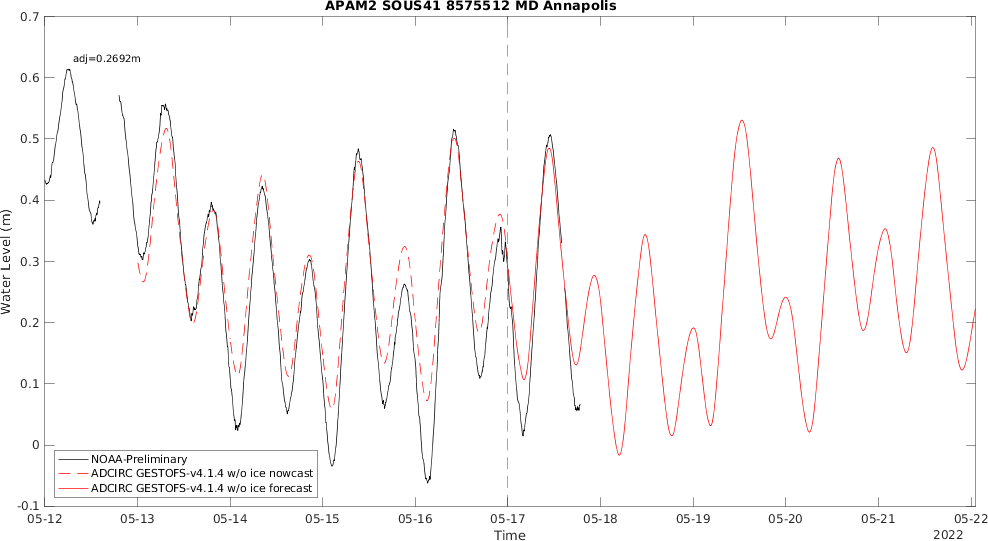 APAM2 SOUS41 8575512 MD Annapolis
adj=0.2692m
0.7
0.6
0.5
0.4
0.3
0.2
0.1
0
-0.1
Water Level (m)
NOAA-Preliminary
ADCIRC GESTOFS-v4.1.4 w/o ice nowcast
ADCIRC GESTOFS-v4.1.4 w/o ice forecast
05-12 05-13 05-14 05-15 05-16 05-17 05-18 05-19 05-20 05-21 05-22
Time
2022